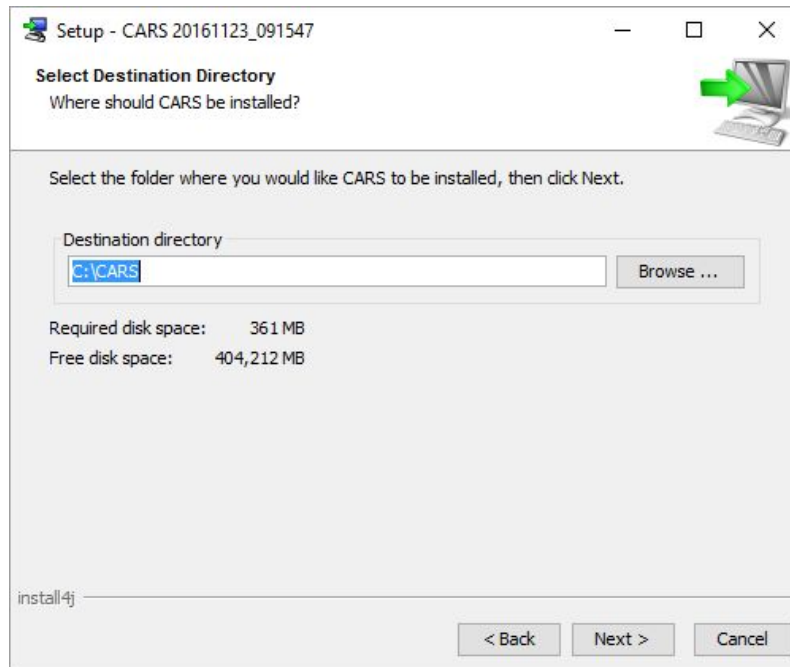 Setup - CARS 20161123_091547
Select Destination Directory
Where should CARS be installed?
Select the folder where you would like CARS to be installed, then click Next.
Destination directory
C:\CARS
Browse ...
Required disk space: 361 MB
Free disk space: 404,212 MB
install4j
< Back Next > Cancel